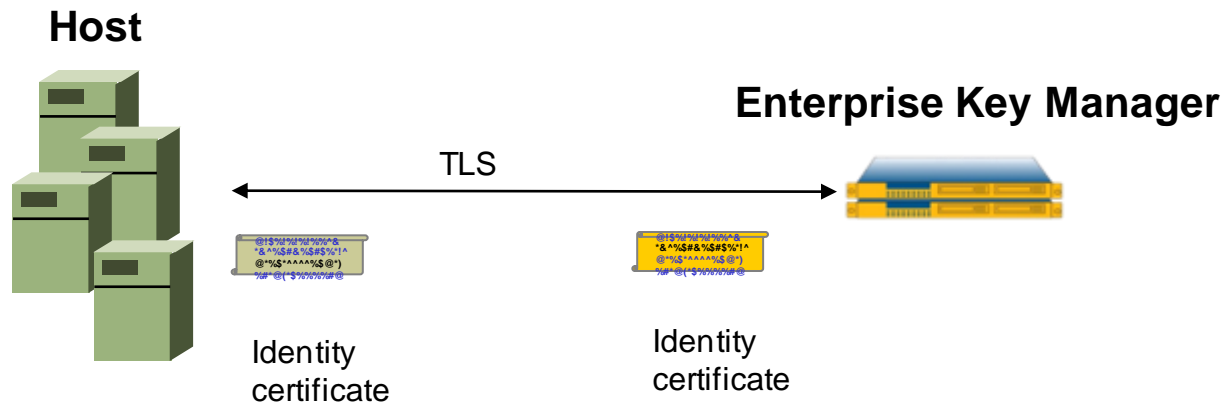 Host
Enterprise Key Manager
TLS
@!$%!%!%!%%^&
*&^%$#&%$#$%*!^
@*%$*^^^^%$@*)
%#*@(*$%%%%#@
@!$%!%!%!%%^&
*&^%$#&%$#$%*!^
@*%$*^^^^%$@*)
%#*@(*$%%%%#@
Identity
certificate
Identity
certificate